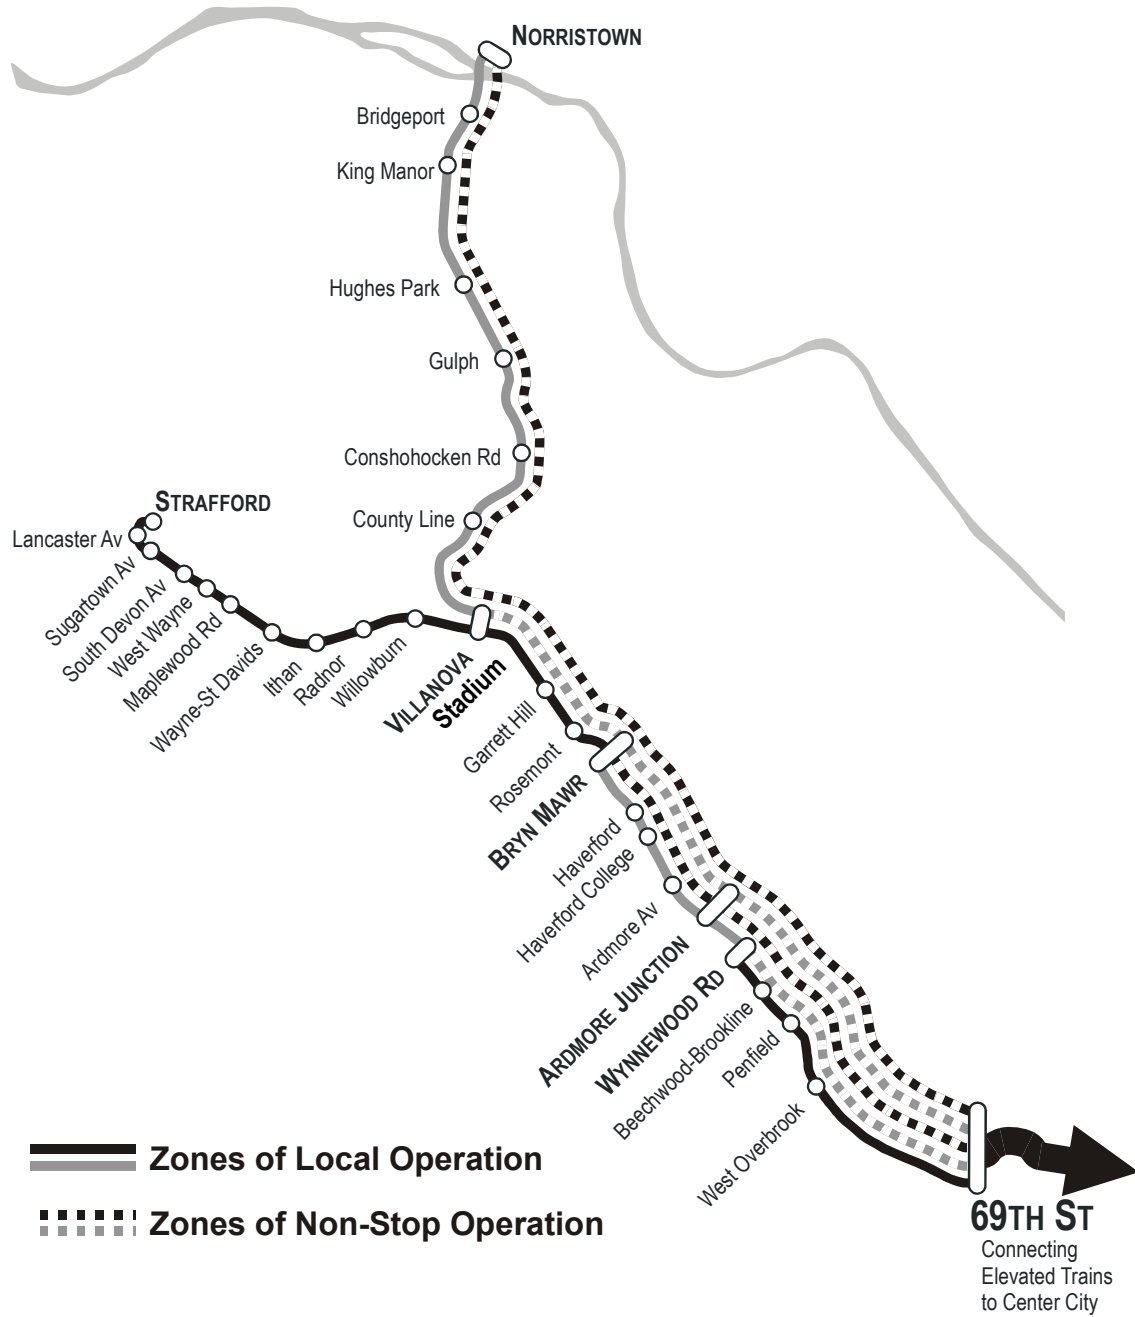 NORRISTOWN
Bridgeport
King Manor
Hughes Park
Gulph
Conshohocken Rd
County Line
STRAFFORD
Lancaster Av
Sugartown Av
South Devon Av
West Wayne
Maplewood Rd
Wayne-St Davids
Ithan
Radnor
Willowburn
VILLANOVA
Stadium
Garrett Hill
Rosemont
BRYN MAWR
Haverford
Haverford College
Ardmore Av
ARDMORE JUNCTION
WYNNEWOOD RD
Beechwood-Brookline
Penfield
West Overbrook
Zones of Local Operation
Zones of Non-Stop Operation
69TH ST
Connecting
Elevated Trains
to Center City